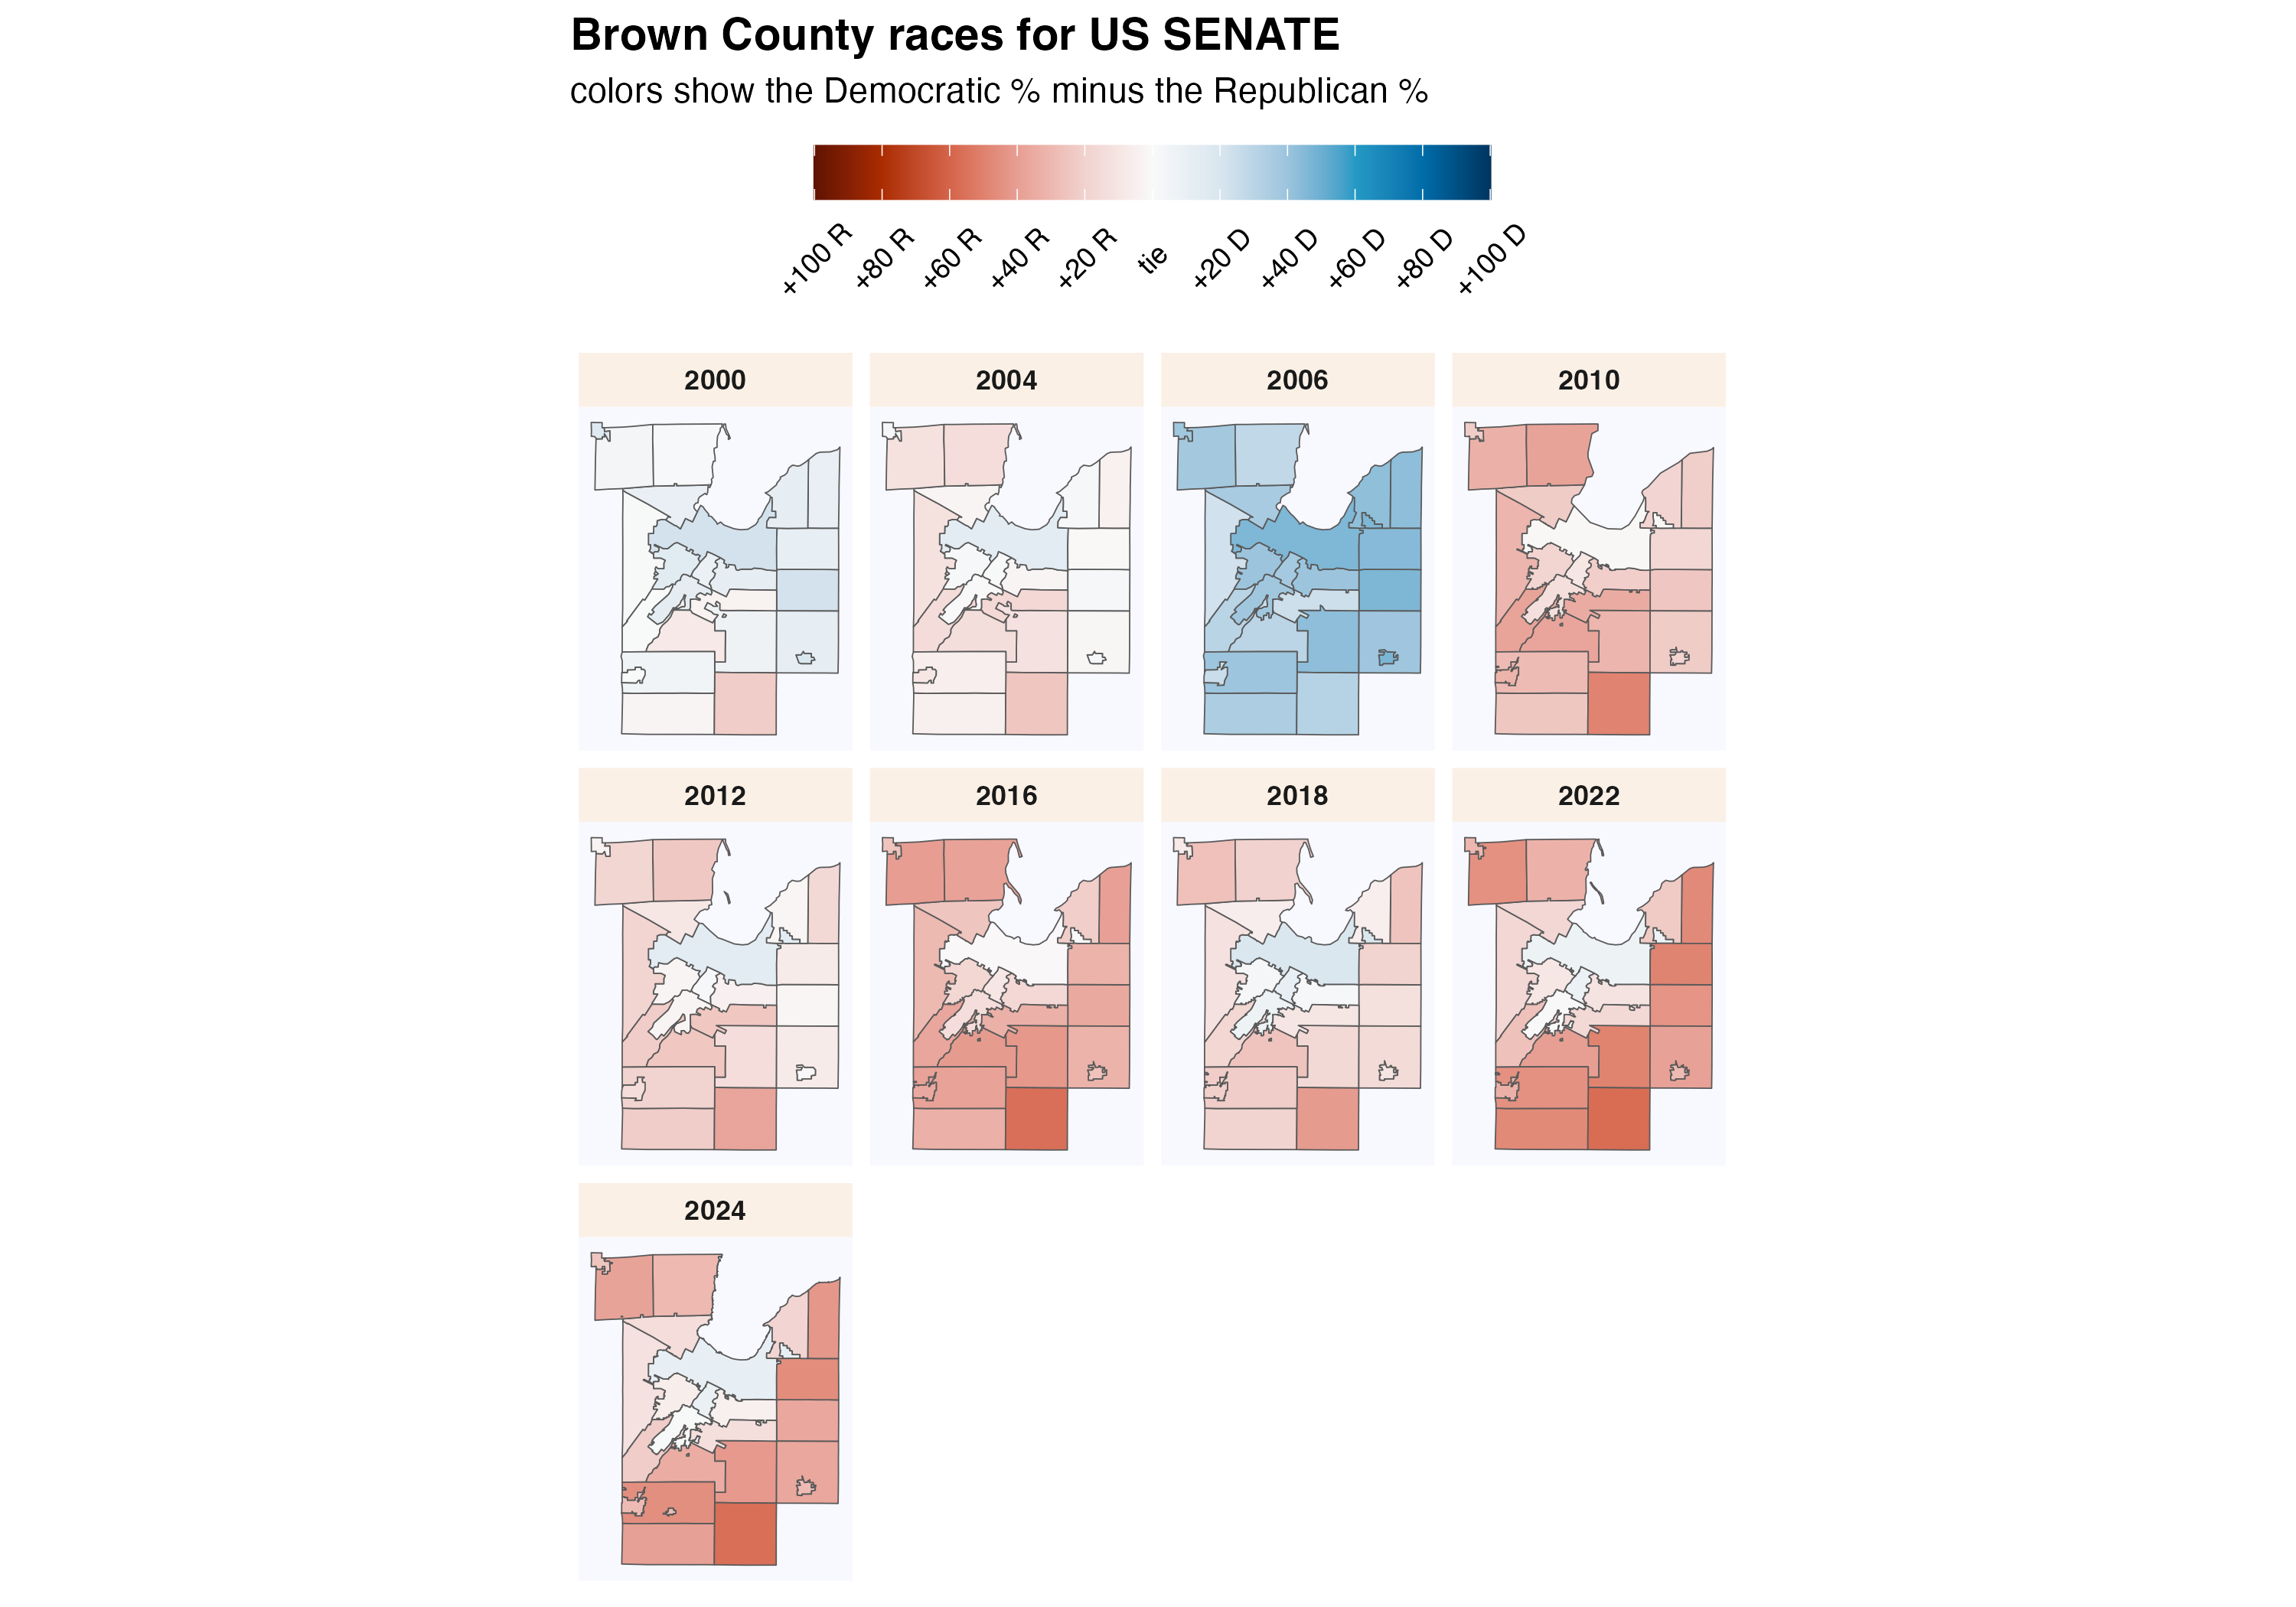 Brown County races for US SENATE
colors show the Democratic % minus the Republican %
+100 R
+80 R
+60 R
+40 R
+20 R
tie
+20 D
+40 D
+60 D
+80 D
+100 D
2000
2004
2006
2010
2012
2016
2018
2022
2024